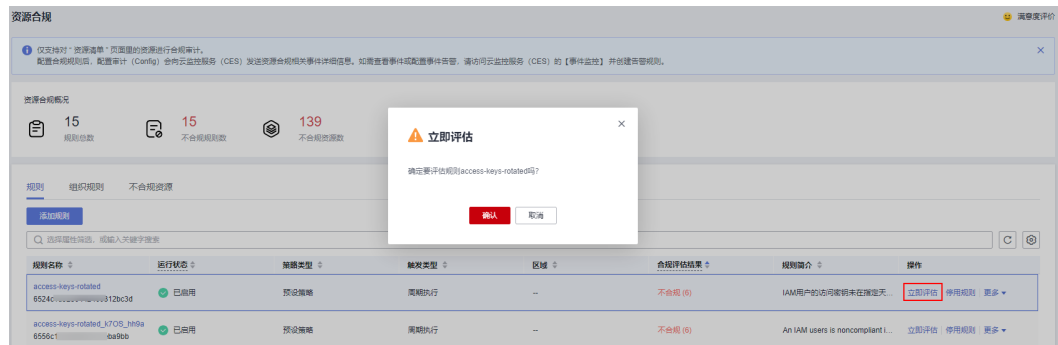 资源合规
满意度评价
仅支持对“资源清单”页面里的资源进行合规审计。
配置合规规则后，配置审计（Config）会向云监控服务（CES）发送资源合规相关事件详细信息。如需查看事件或配置事件告警，请访问云监控服务（CES）的【事件监控】并创建告警规则。
资源合规概况
15
规则总数
15
不合规规则数
139
不合规资源数
立即评估
确定要评估规则access-keys-rotated吗?
确认 取消
规则 组织规则 不合规资源
添加规则
选择属性筛选，或输入关键字搜索
规则名称 运行状态 策略类型 触发类型 区域 合规评估结果 规则简介 操作
access-keys-rotated
已启用 预设策略 周期执行 -- 不合规 (6) IAM用户的访问密钥未在指定天... 立即评估 停用规则 更多
access-keys-rotated_k7OS_hh9a
已启用 预设策略 周期执行 -- 不合规 (6) An IAM users is noncompliant i... 立即评估 停用规则 更多